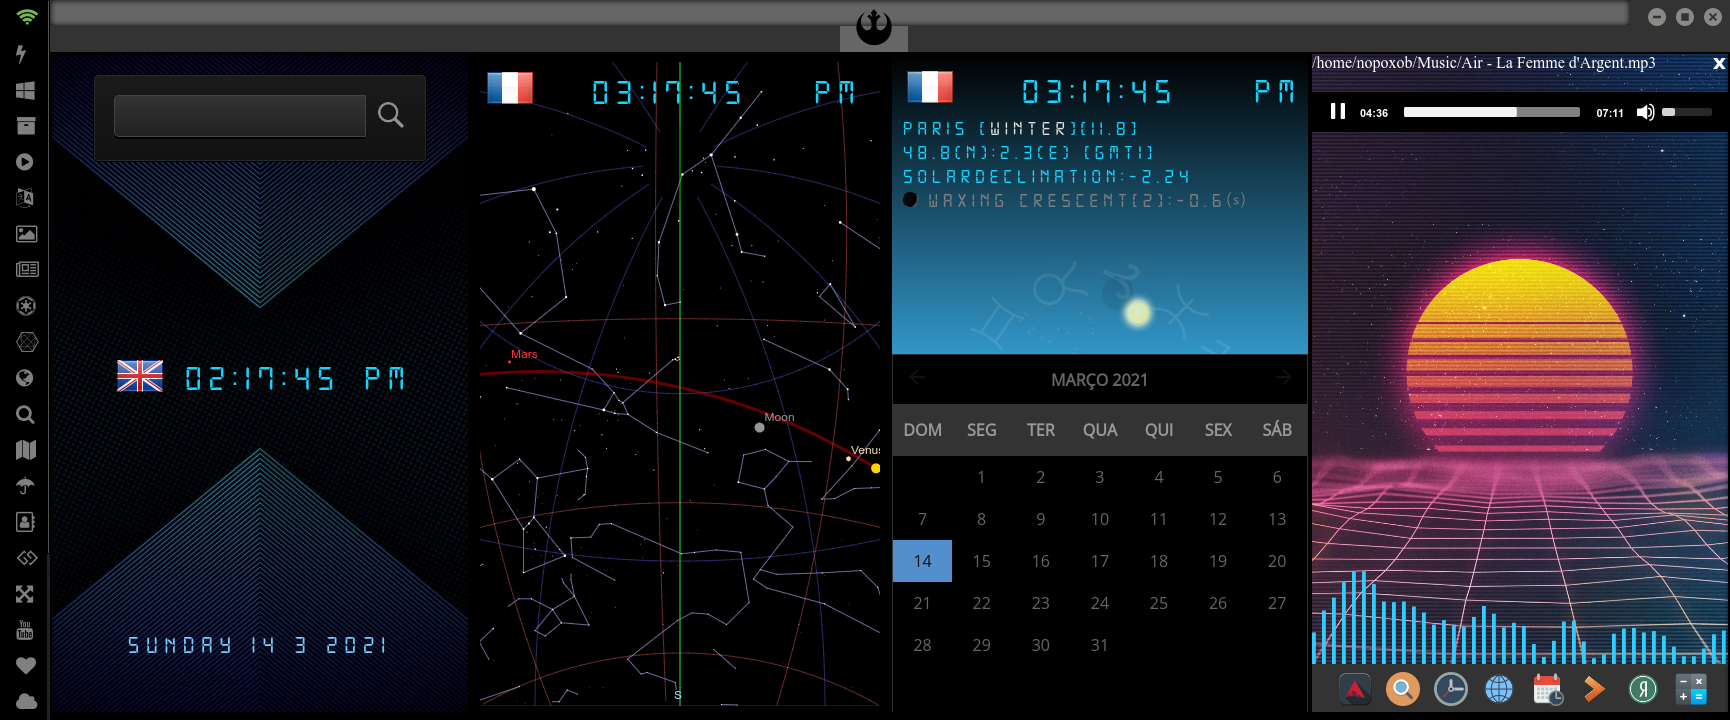 You
Tube
02:17:45 PM
SUNDAY 14 3 2021
03:17:45 PM
Mars
Moon
Venus
S
03:17:45 PM
PARIS [WINTER][11.8]
48.8(N):2.3(E) [GMT1]
SOLARDECLINATION:-2.24
WAXING CRESCENT(2):-0.6(s)
MARÇO 2021
DOM SEG TER QUA QUI SEX SÁB
1 2 3 4 5 6
7 8 9 10 11 12 13
14 15 16 17 18 19 20
21 22 23 24 25 26 27
28 29 30 31
/home/nopoxob/Music/Air - La Femme d'Argent.mp3 x
04:36 07:11
Я